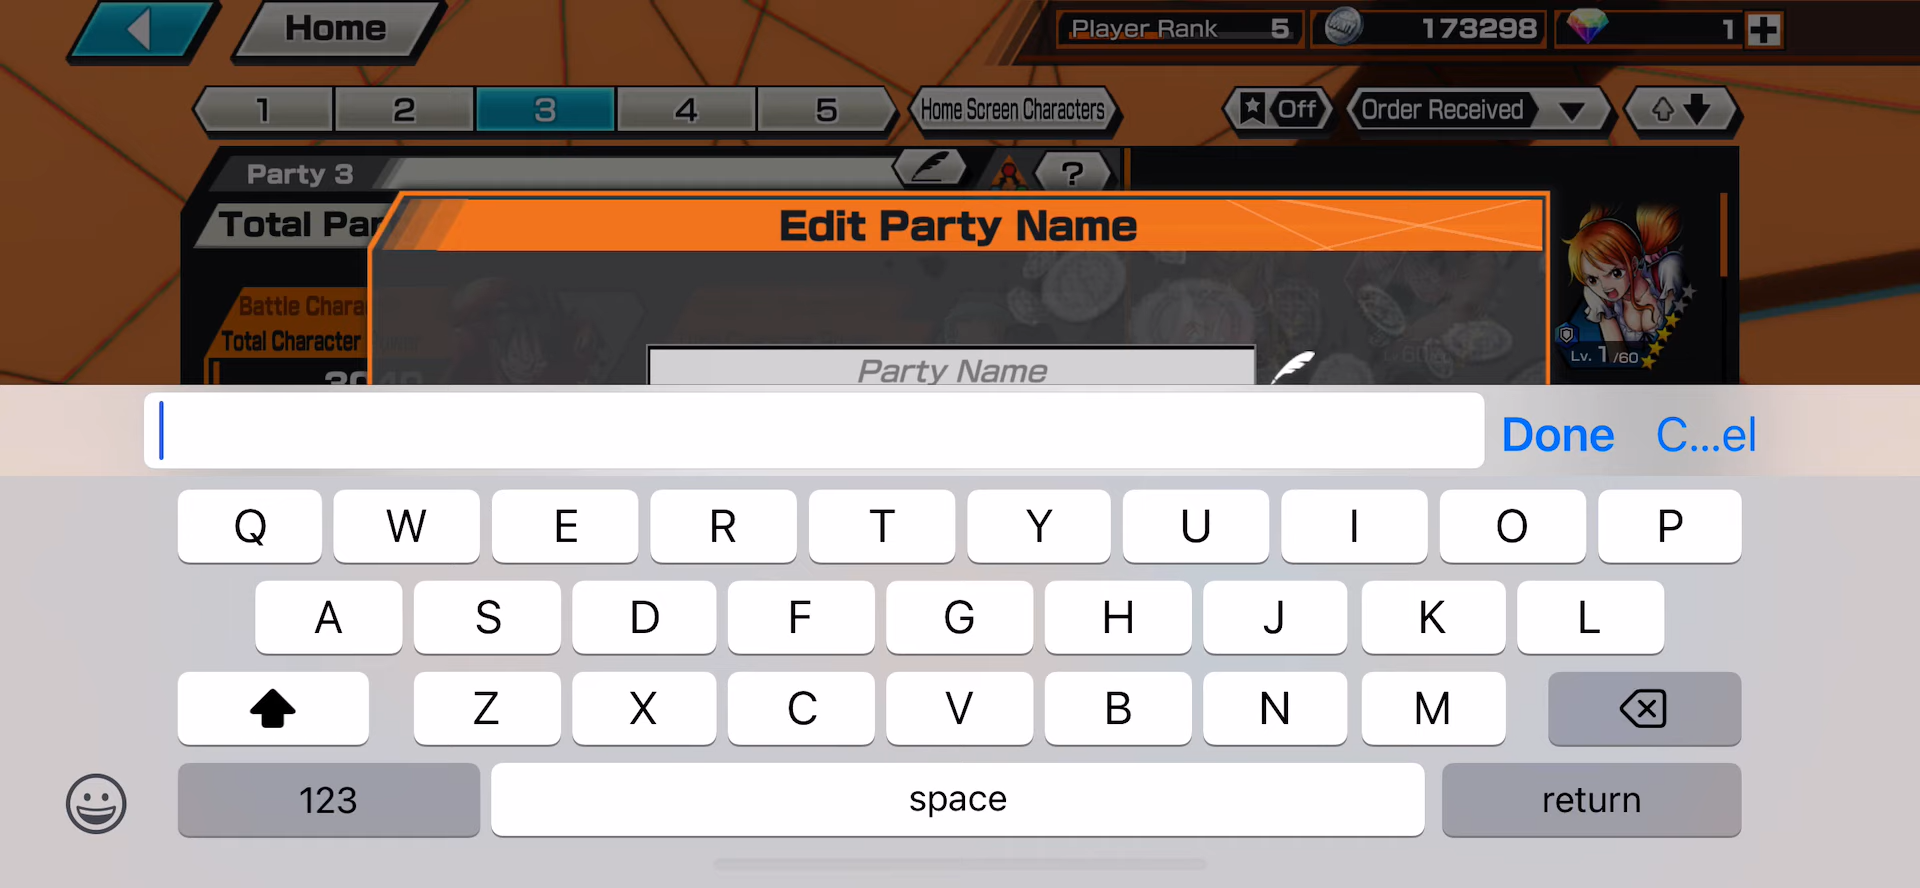 Home
Player Rank 5
173298
1
1 2 3 4 5
Home Screen Characters
Off
Order Received
Party 3
?
Total Par
Edit Party Name
Battle Chara
Total Character
Lv. 1/60
Party Name
Done C...el
Q W E R T Y U I O P
A S D F G H J K L
Z X C V B N M
123 space return